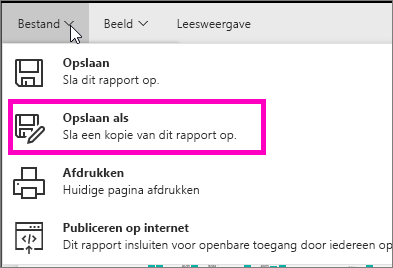 Bestand Beeld Leesweergave
Opslaan
Sla dit rapport op.
Opslaan als
Sla een kopie van dit rapport op.
Afdrukken
Huidige pagina afdrukken
Publiceren op internet
Dit rapport insluiten voor openbare toegang door iedereen op